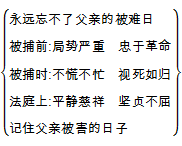 永远忘不了父亲的被难日
被捕前:局势严重 忠于革命
被捕时:不慌不忙 视死如归
法庭上:平静慈祥 坚贞不屈
记住父亲被害的日子